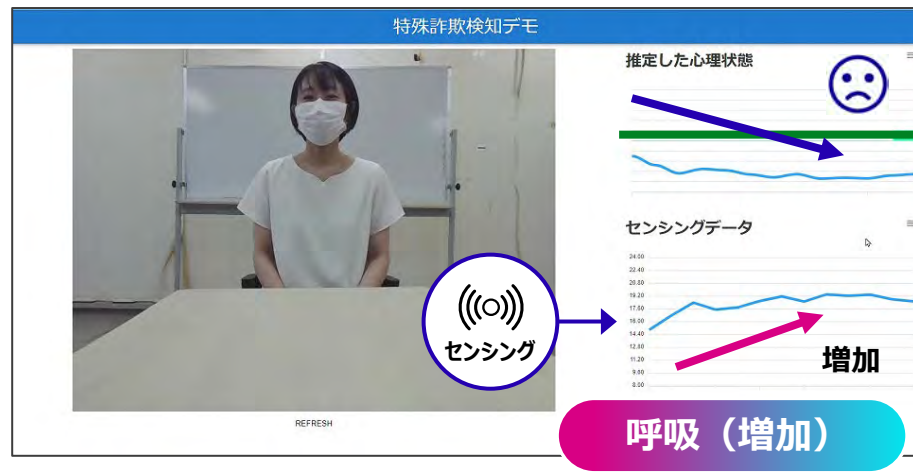 特殊詐欺検知デモ
推定した心理状態
センシングデータ
24.00
22.40
20.80
19.20
17.60
16.00
14.40
12.80
11.20
9.60
8.00
センシング
増加
REFRESH
呼吸（増加）